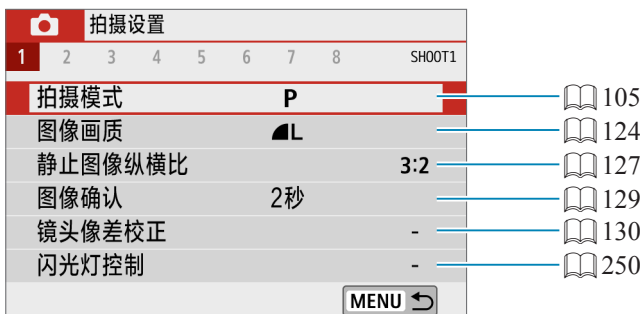 拍摄设置
1 2 3 4 5 6 7 8 SHOOT1
拍摄模式 P 105
图像画质 L 124
静止图像纵横比 3:2 127
图像确认 2秒 129
镜头像差校正 - 130
闪光灯控制 - 250
MENU